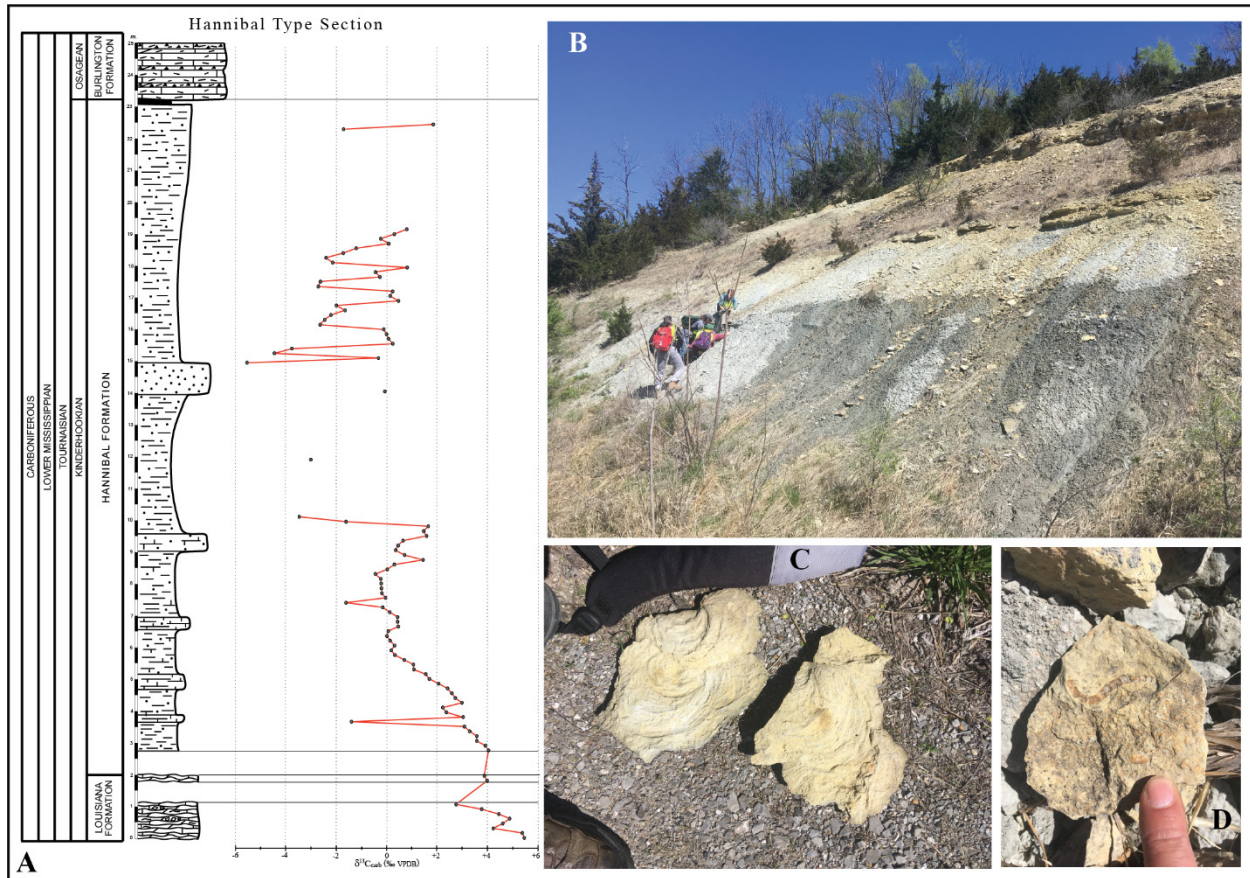 Hannibal Type Section
m.
CARBONIFEROUS
LOWER MISSISSIPPIAN
TOURNAISIAN
KINDERHOOKIAN
OSAGEAN
BURLINGTON
FORMATION
HANNIBAL FORMATION
LOUISIANA
FORMATION
25
24
23
22
21
20
19
18
17
16
15
14
13
12
11
10
9
8
7
6
5
4
3
2
1
0
-6
-4
-2
0
+2
+4
+6
δ¹³Ccarb (‰ VPDB)
A
B
C
D